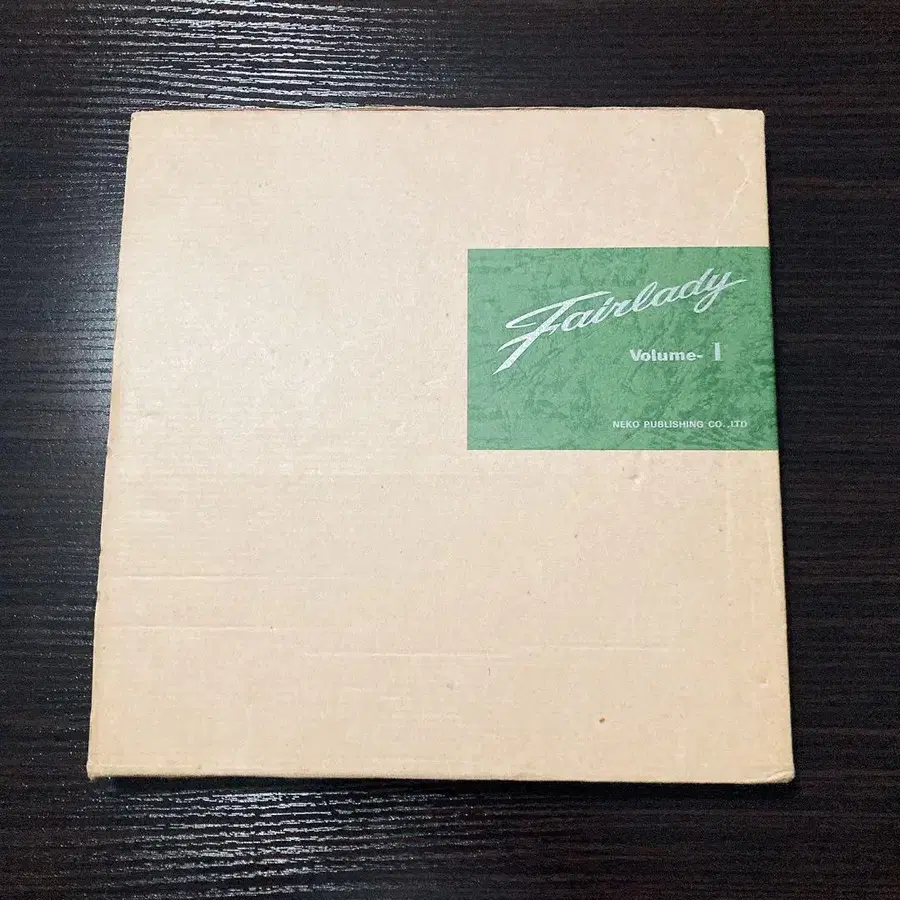 Fairlady
Volume- I
NEKO PUBLISHING CO.,LTD